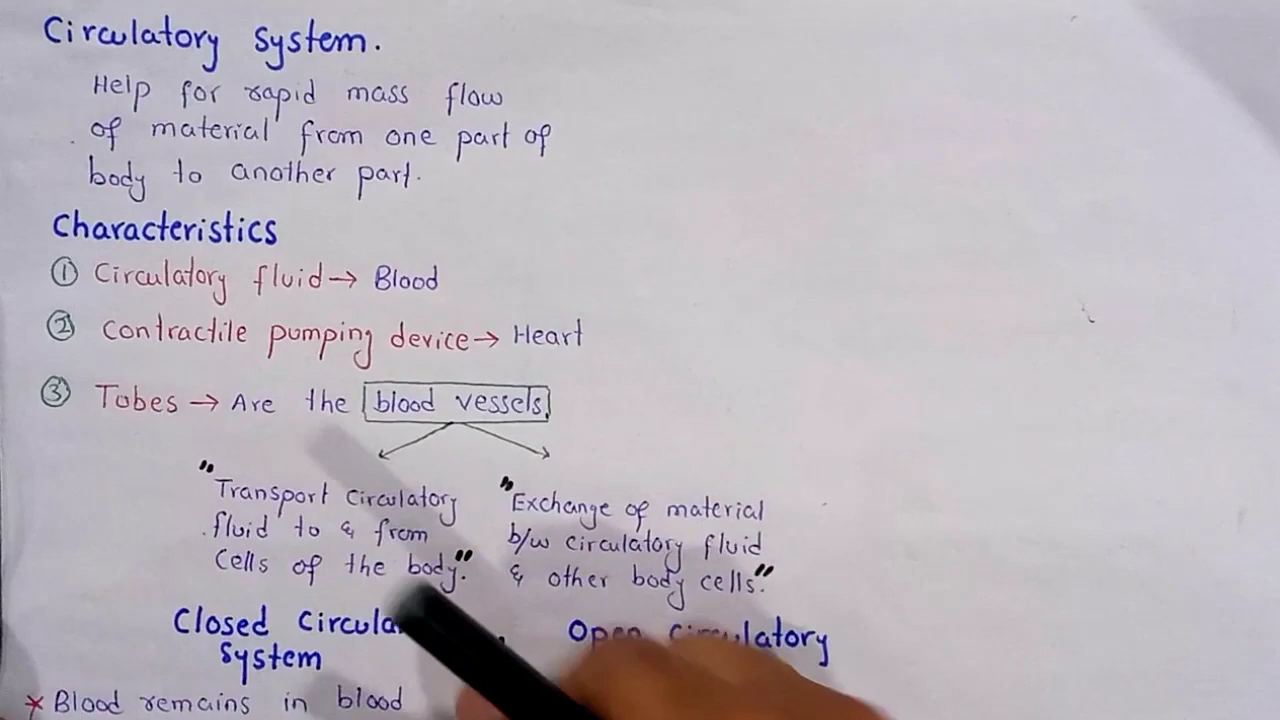 Circulatory system.
Help for rapid mass flow
of material from one part of
body to another part.
Characteristics
① Circulatory fluid → Blood
② Contractile pumping device → Heart
③ Tubes → Are the blood vessels.
"Transport circulatory
fluid to & from
cells of the body."
"Exchange of material
b/w circulatory fluid
& other body cells."
Closed
System
Open Circulatory
* Blood remains in blood